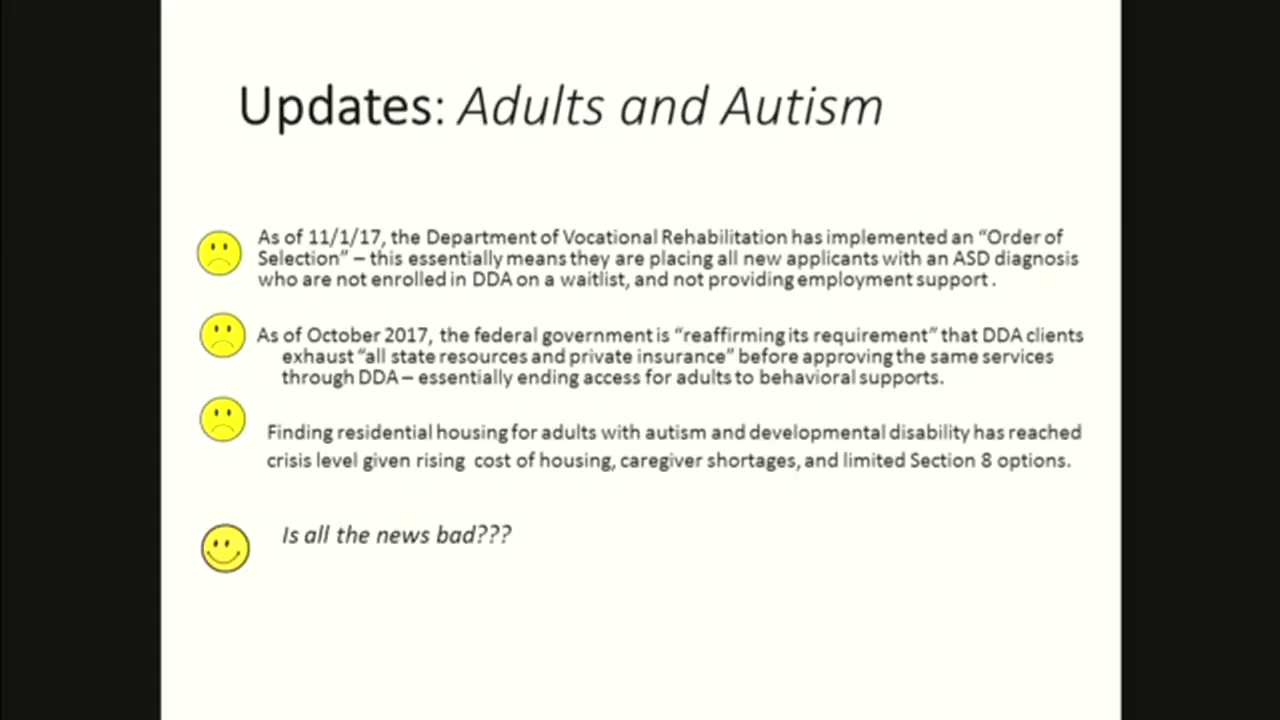 Updates: Adults and Autism
As of 11/1/17, the Department of Vocational Rehabilitation has implemented an “Order of
Selection” – this essentially means they are placing all new applicants with an ASD diagnosis
who are not enrolled in DDA on a waitlist, and not providing employment support.
As of October 2017, the federal government is “reaffirming its requirement” that DDA clients
exhaust “all state resources and private insurance” before approving the same services
through DDA – essentially ending access for adults to behavioral supports.
Finding residential housing for adults with autism and developmental disability has reached
crisis level given rising cost of housing, caregiver shortages, and limited Section 8 options.
Is all the news bad???